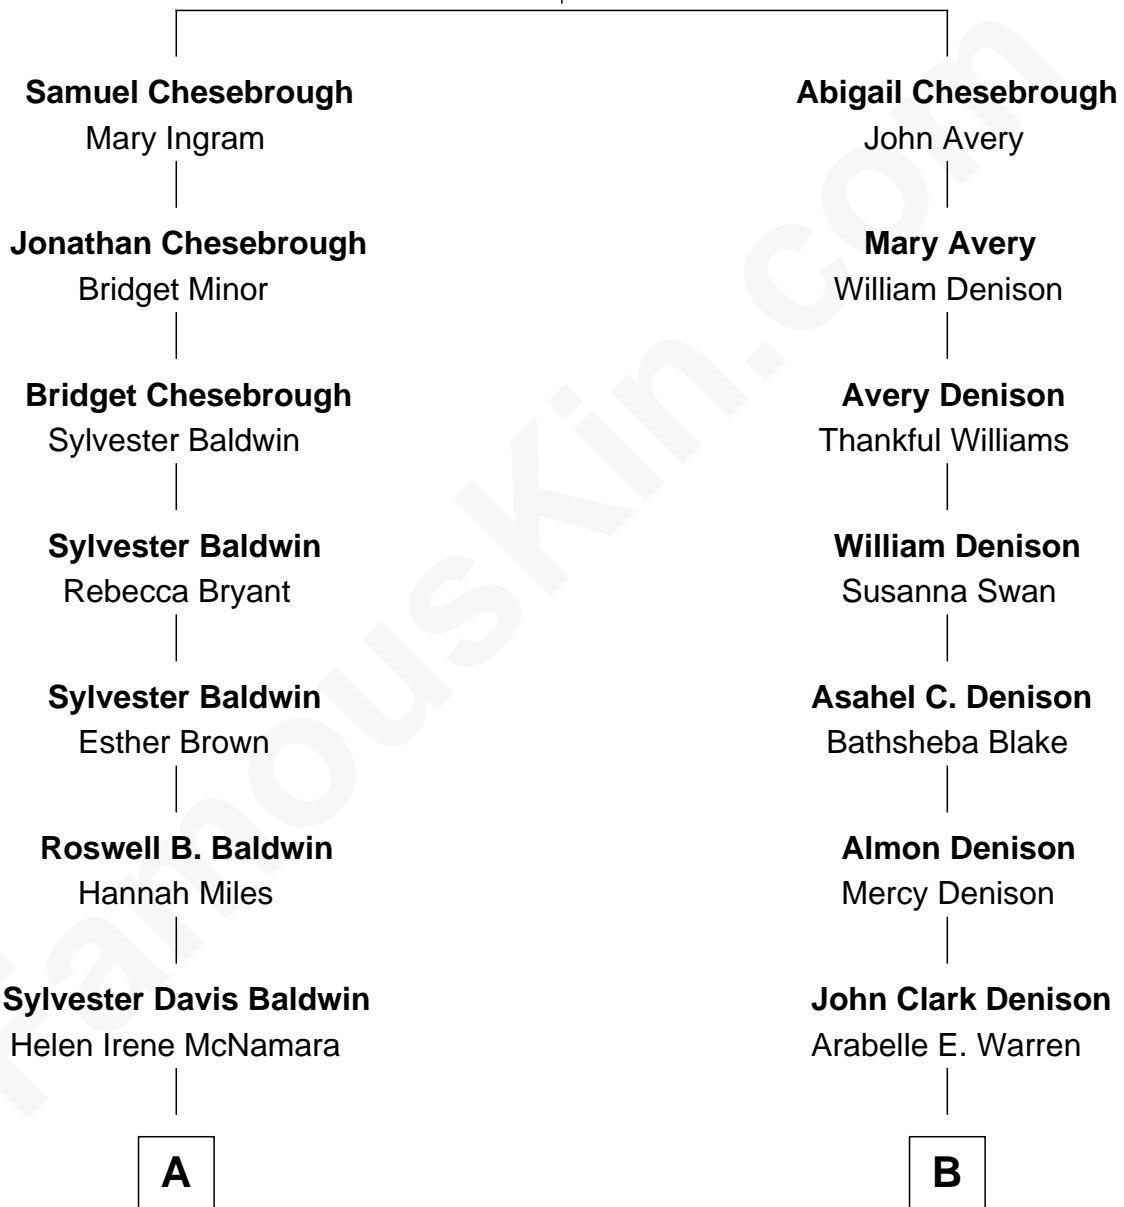 Samuel Chesebrough
Mary Ingram
Jonathan Chesebrough
Bridget Minor
Bridget Chesebrough
Sylvester Baldwin
Sylvester Baldwin
Rebecca Bryant
Sylvester Baldwin
Esther Brown
Roswell B. Baldwin
Hannah Miles
Sylvester Davis Baldwin
Helen Irene McNamara
A
Abigail Chesebrough
John Avery
Mary Avery
William Denison
Avery Denison
Thankful Williams
William Denison
Susanna Swan
Asahel C. Denison
Bathsheba Blake
Almon Denison
Mercy Denison
John Clark Denison
Arabelle E. Warren
B
FamousKin.com